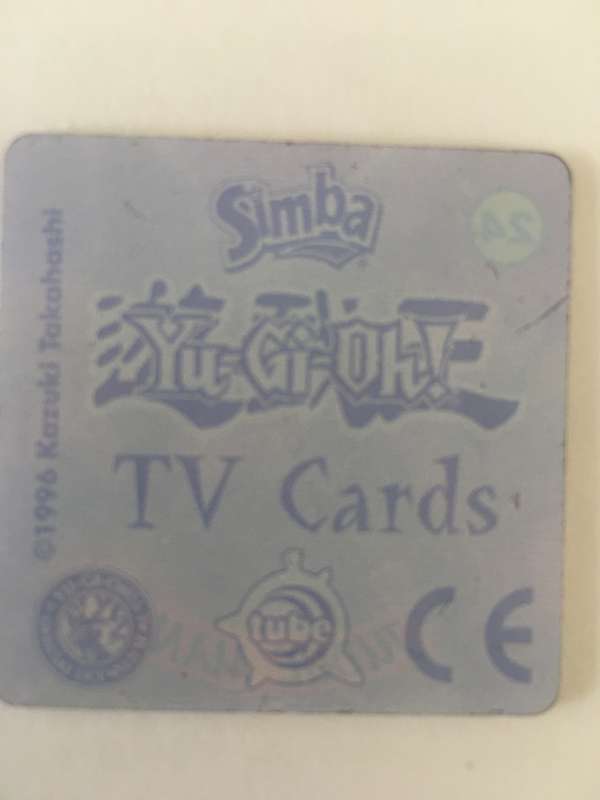 Simba
24
Yu-Gi-Oh!
TV Cards
©1996 Kazuki Takahashi
tube
CE